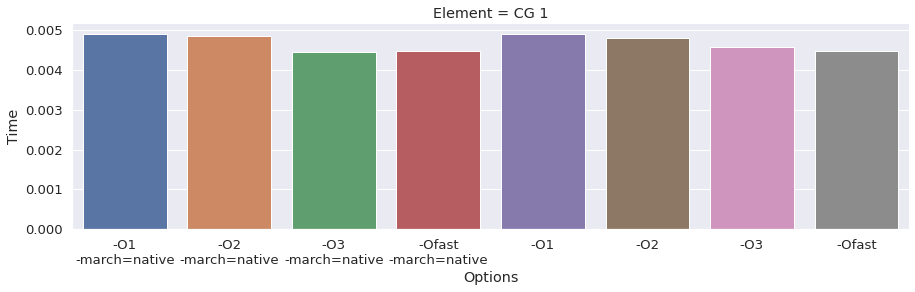 Element = CG 1
0.005
0.004
0.003
0.002
0.001
0.000
Time
-O1
-march=native
-O2
-march=native
-O3
-march=native
-Ofast
-march=native
-O1
-O2
-O3
-Ofast
Options